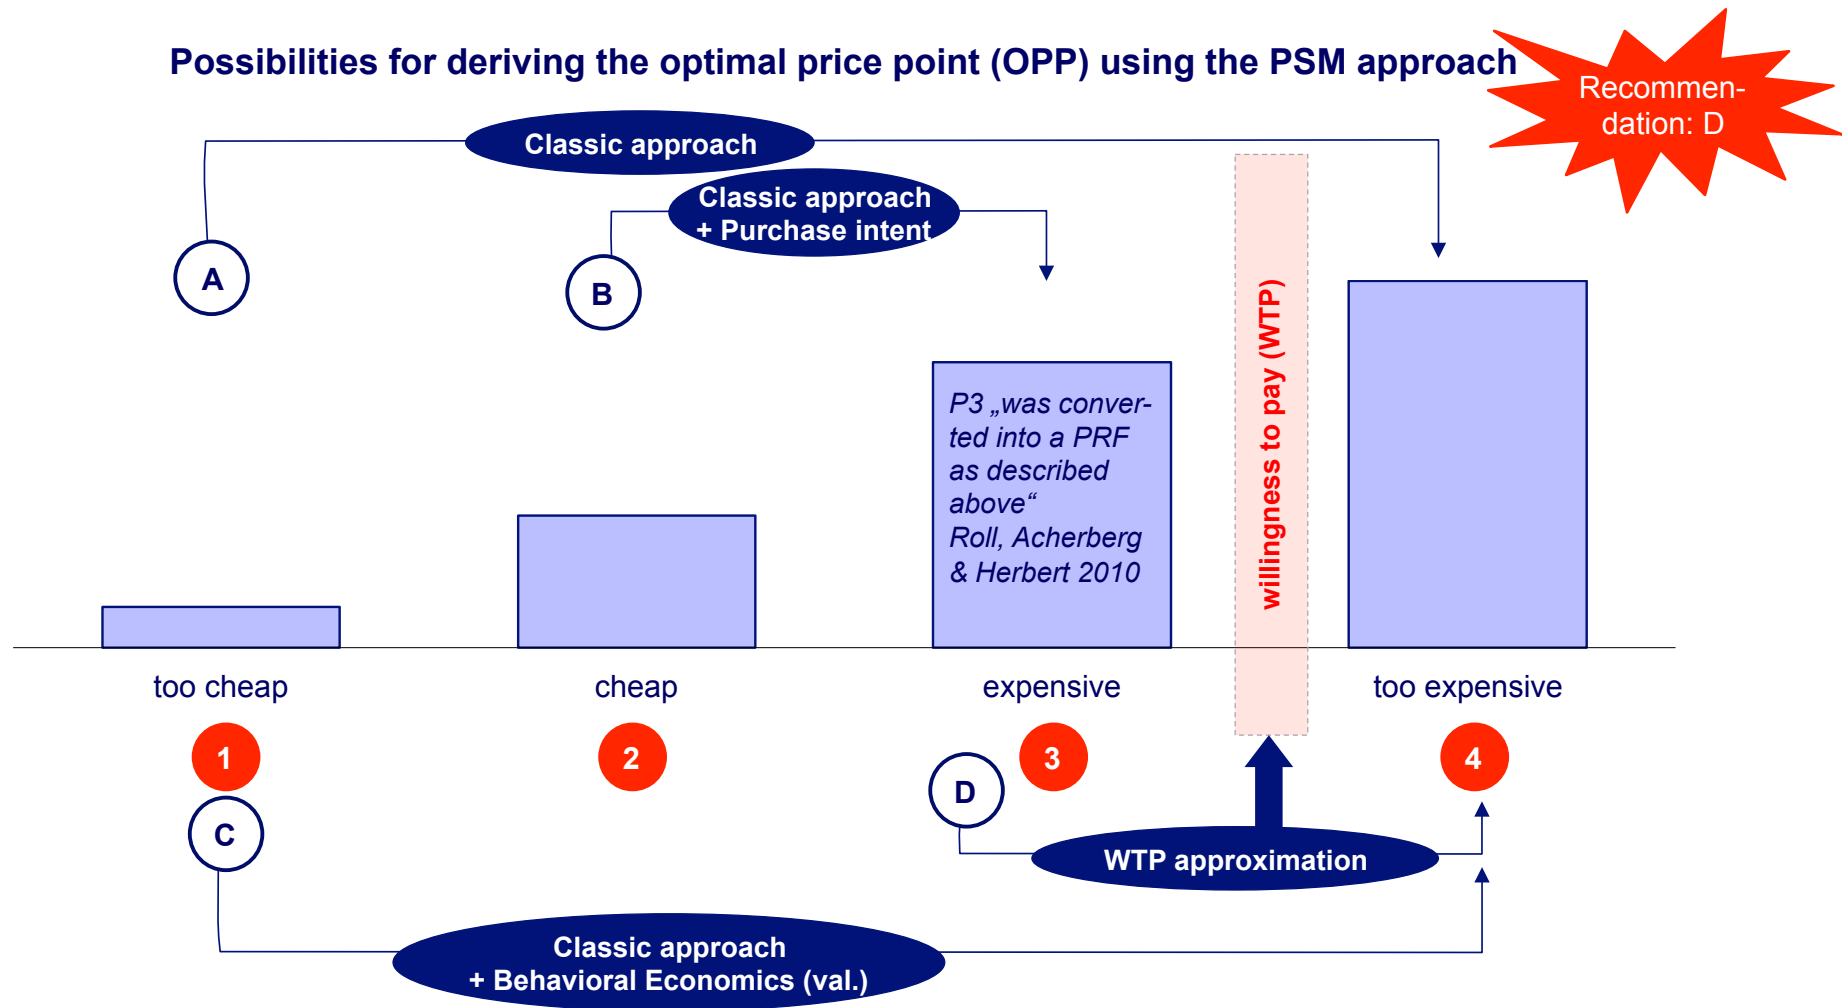 Possibilities for deriving the optimal price point (OPP) using the PSM approach
Recommen-
dation: D
Classic approach
Classic approach
+ Purchase intent
A
B
P3 „was conver-
ted into a PRF
as described
above“
Roll, Acherberg
& Herbert 2010
willingness to pay (WTP)
too cheap
cheap
expensive
too expensive
1
2
3
4
C
D
WTP approximation
Classic approach
+ Behavioral Economics (val.)